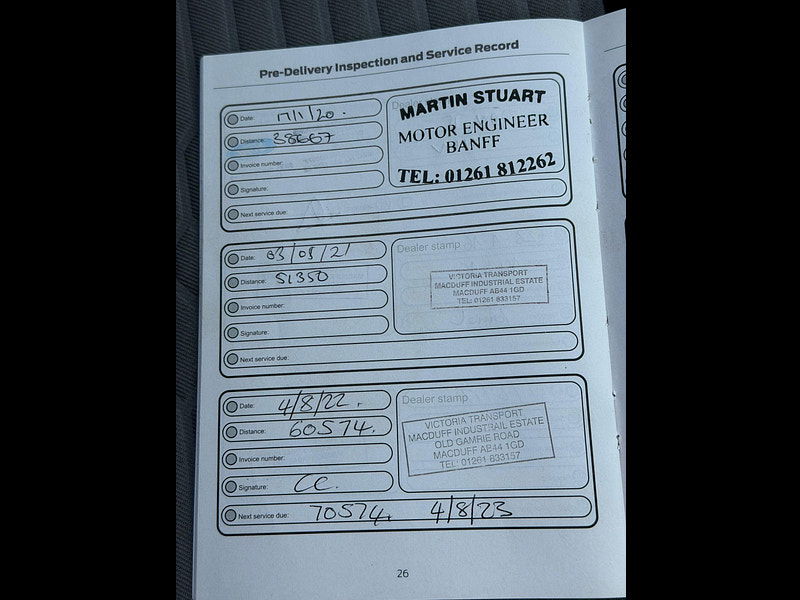 Pre-Delivery Inspection and Service Record
Date: 17/1/20.
Distance: 38667
Invoice number:
Signature:
Next service due:
MARTIN STUART
MOTOR ENGINEER
BANFF
TEL: 01261 812262
Date: 03/08/21
Distance: 51350
Invoice number:
Signature:
Next service due:
Dealer stamp
VICTORIA TRANSPORT
MACDUFF INDUSTRIAL ESTATE
MACDUFF AB44 1GD
TEL: 01261 833157
Date: 4/8/22.
Distance: 60574.
Invoice number:
Signature: CC.
Next service due: 70574. 4/8/23
Dealer stamp
VICTORIA TRANSPORT
MACDUFF INDUSTRAIL ESTATE
OLD GAMRIE ROAD
MACDUFF AB44 1GD
TEL: 01261 833157
26